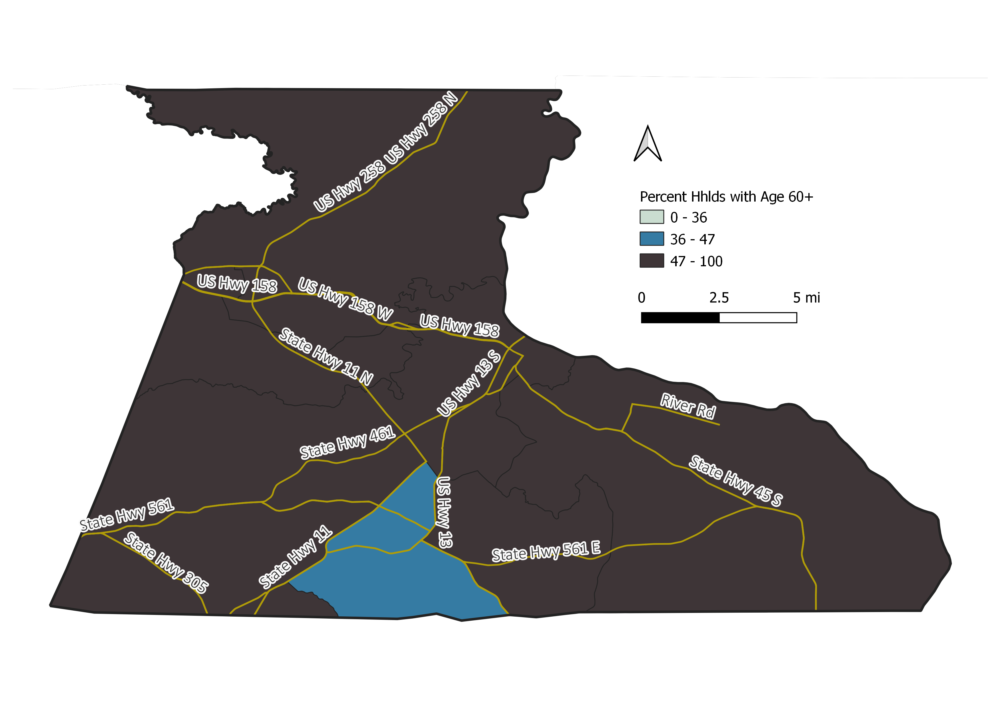 US Hwy 258 N
US Hwy 258
Percent Hhlds with Age 60+
0 - 36
36 - 47
47 - 100
US Hwy 158
US Hwy 158 W
US Hwy 158
0 2.5 5 mi
State Hwy 11 N
US Hwy 13 S
River Rd
State Hwy 461
State Hwy 45 S
State Hwy 561
US Hwy 13
State Hwy 11
State Hwy 561 E
State Hwy 305